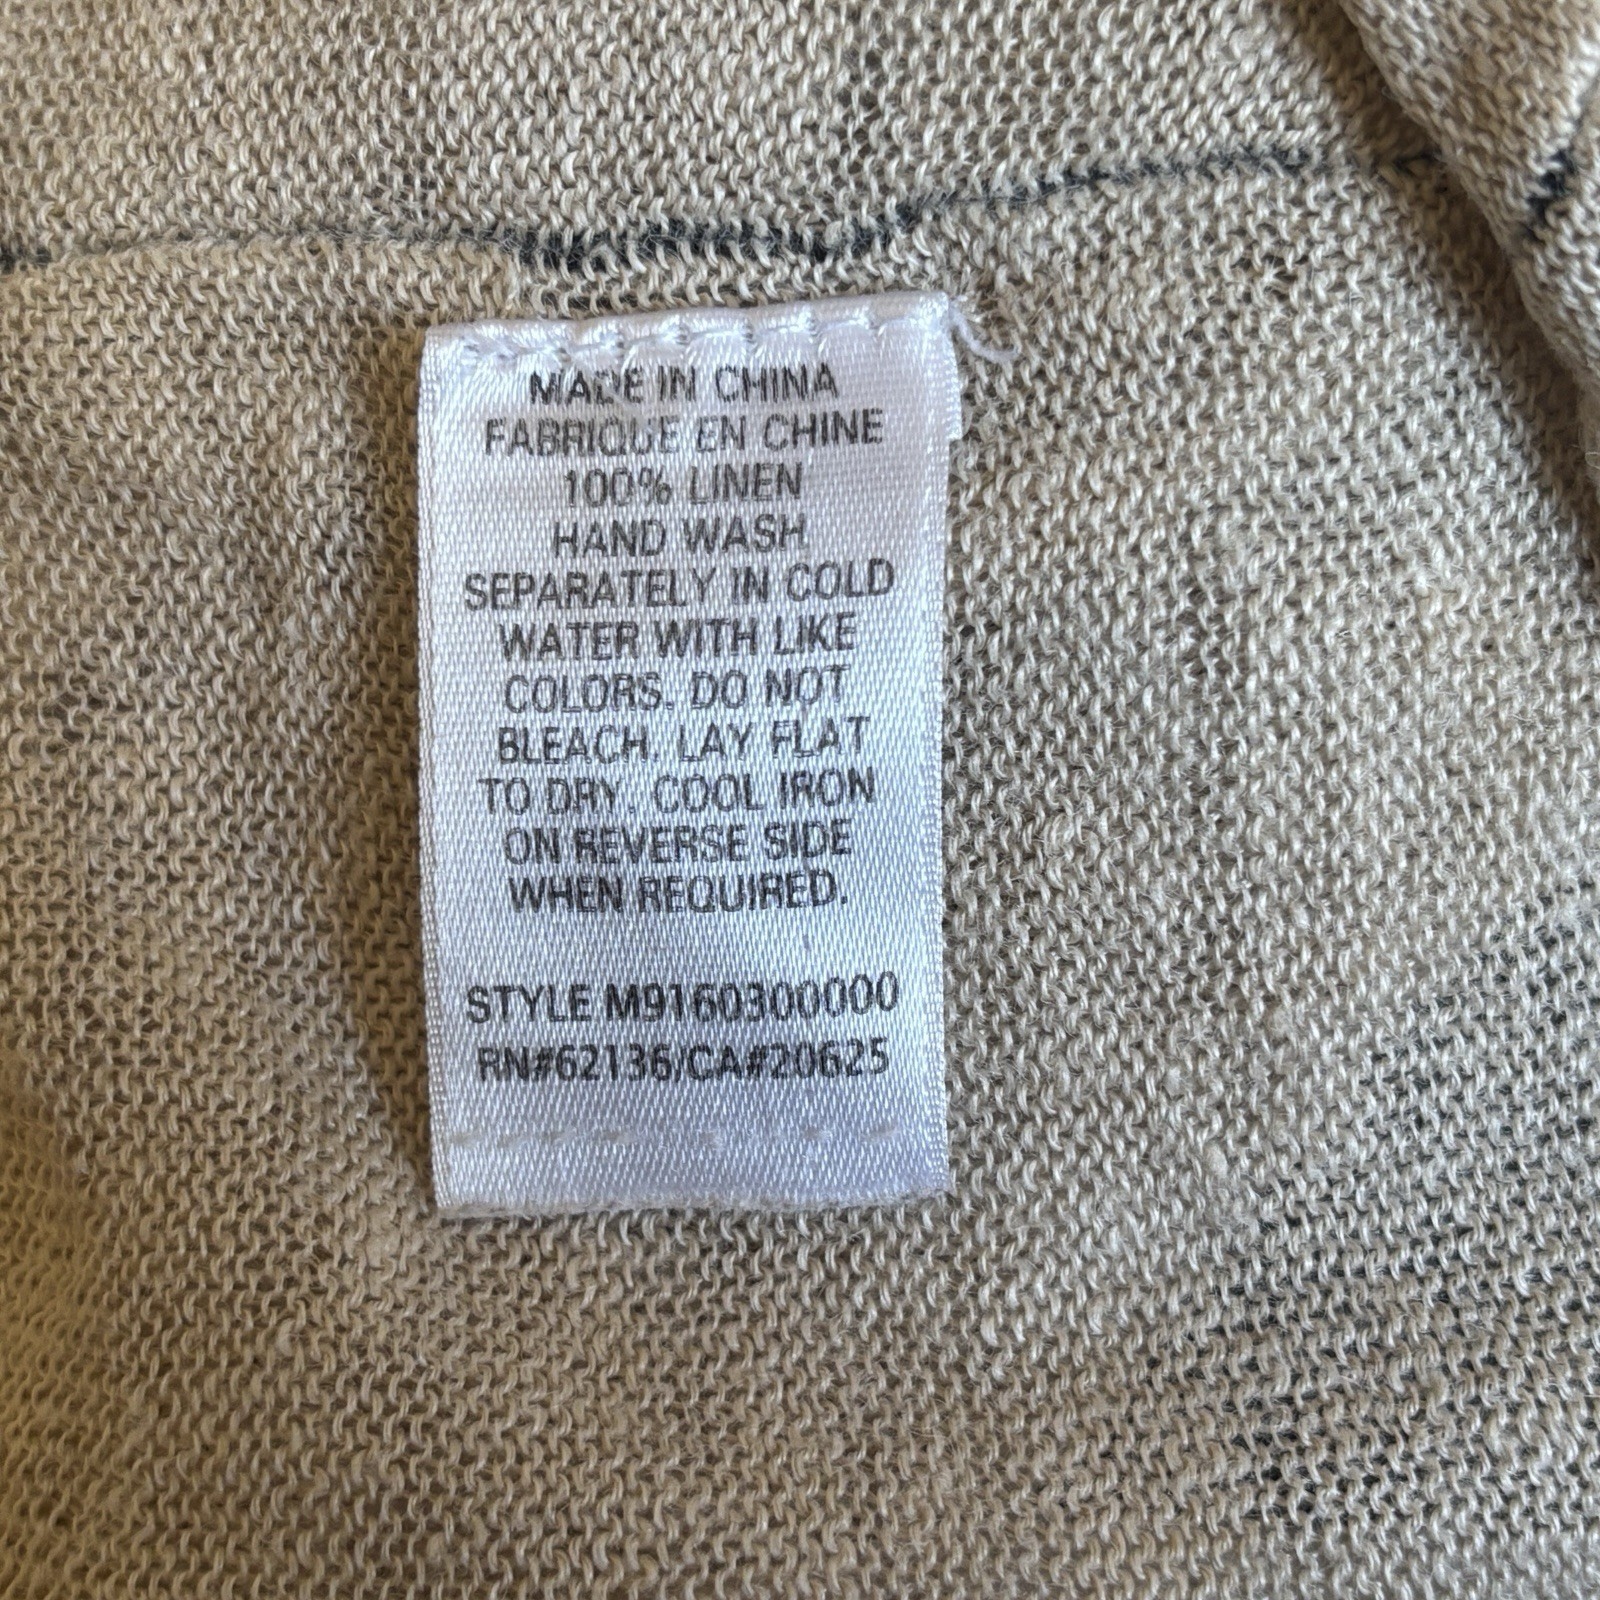 MADE IN CHINA
FABRIQUE EN CHINE
100% LINEN
HAND WASH
SEPARATELY IN COLD
WATER WITH LIKE
COLORS. DO NOT
BLEACH. LAY FLAT
TO DRY. COOL IRON
ON REVERSE SIDE
WHEN REQUIRED.
STYLE M9160300000
RN#62136/CA#20625